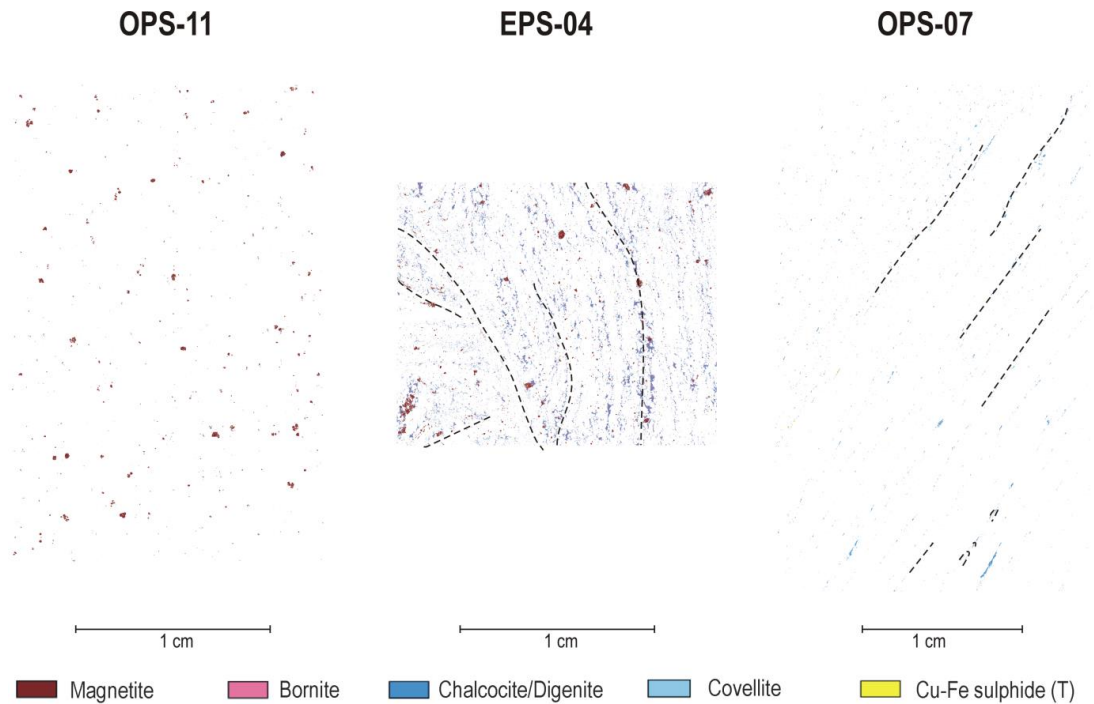 OPS-11 EPS-04 OPS-07
1 cm 1 cm 1 cm
Magnetite Bornite Chalcocite/Digenite Covellite Cu-Fe sulphide (T)